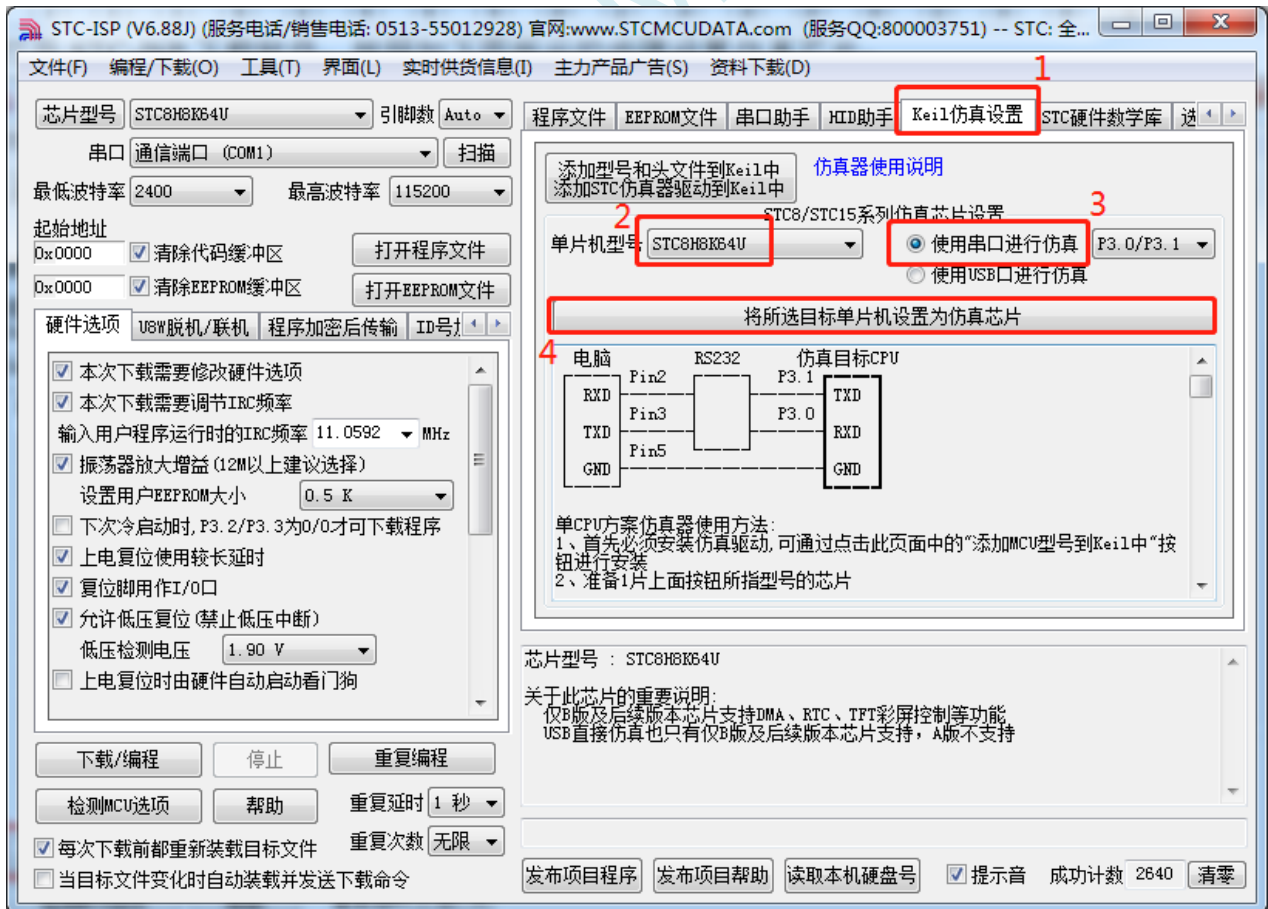 STC-ISP (V6.88J) (服务电话/销售电话: 0513-55012928) 官网:www.STCMCUDATA.com (服务QQ:800003751) -- STC: 全...
文件(F) 编程/下载(O) 工具(T) 界面(L) 实时供货信息(I) 主力产品广告(S) 资料下载(D)
1
芯片型号 STC8H8K64U 引脚数 Auto
串口 通信端口 (COM1) 扫描
最低波特率 2400 最高波特率 115200
起始地址
0x0000 清除代码缓冲区 打开程序文件
0x0000 清除EEPROM缓冲区 打开EEPROM文件
硬件选项 U8W脱机/联机 程序加密后传输 ID号
本次下载需要修改硬件选项
本次下载需要调节IRC频率
输入用户程序运行时的IRC频率 11.0592 MHz
振荡器放大增益(12M以上建议选择)
设置用户EEPROM大小 0.5 K
下次冷启动时,P3.2/P3.3为0/0才可下载程序
上电复位使用较长延时
复位脚用作I/O口
允许低压复位(禁止低压中断)
低压检测电压 1.90 V
上电复位时由硬件自动启动看门狗
下载/编程 停止 重复编程
检测MCU选项 帮助 重复延时 1 秒
每次下载前都重新装载目标文件 重复次数 无限
当目标文件变化时自动装载并发送下载命令
程序文件 EEPROM文件 串口助手 HID助手 Keil仿真设置 STC硬件数学库 选
添加型号和头文件到Keil中 仿真器使用说明
添加STC仿真器驱动到Keil中
STC8/STC15系列仿真芯片设置
2 3
单片机型号 STC8H8K64U 使用串口进行仿真 P3.0/P3.1
使用USB口进行仿真
将所选目标单片机设置为仿真芯片
4
电脑 RS232 仿真目标CPU
Pin2 P3.1
RXD TXD
Pin3 P3.0
TXD RXD
Pin5
GND GND
单CPU方案仿真器使用方法:
1、首先必须安装仿真驱动,可通过点击此页面中的"添加MCU型号到Keil中"按
钮进行安装
2、准备1片上面按钮所指型号的芯片
芯片型号 : STC8H8K64U
关于此芯片的重要说明:
仅B版及后续版本芯片支持DMA、RTC、TFT彩屏控制等功能
USB直接仿真也只有仅B版及后续版本芯片支持，A版不支持
发布项目程序 发布项目帮助 读取本机硬盘号 提示音 成功计数 2640 清零